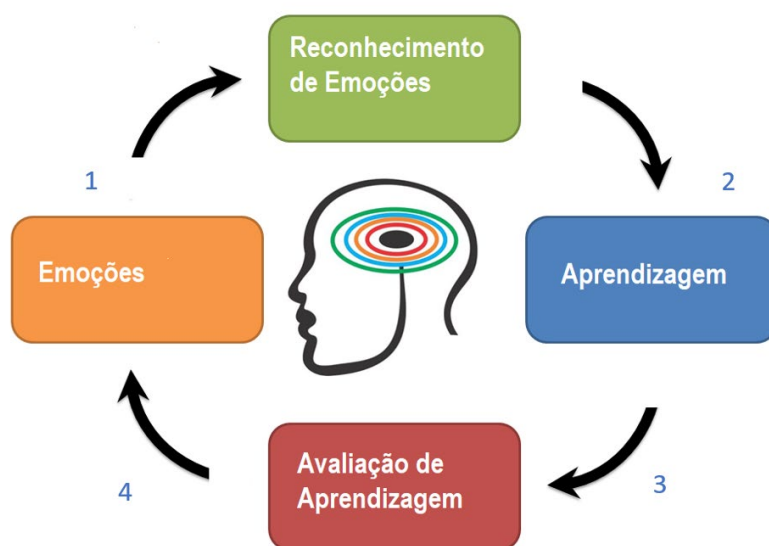 Reconhecimento
de Emoções
1
2
Emoções
Aprendizagem
Avaliação de
Aprendizagem
4
3